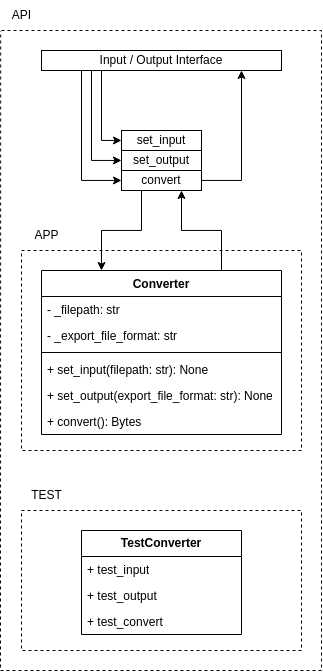 API
Input / Output Interface
set_input
set_output
convert
APP
Converter
- _filepath: str
- _export_file_format: str
+ set_input(filepath: str): None
+ set_output(export_file_format: str): None
+ convert(): Bytes
TEST
TestConverter
+ test_input
+ test_output
+ test_convert